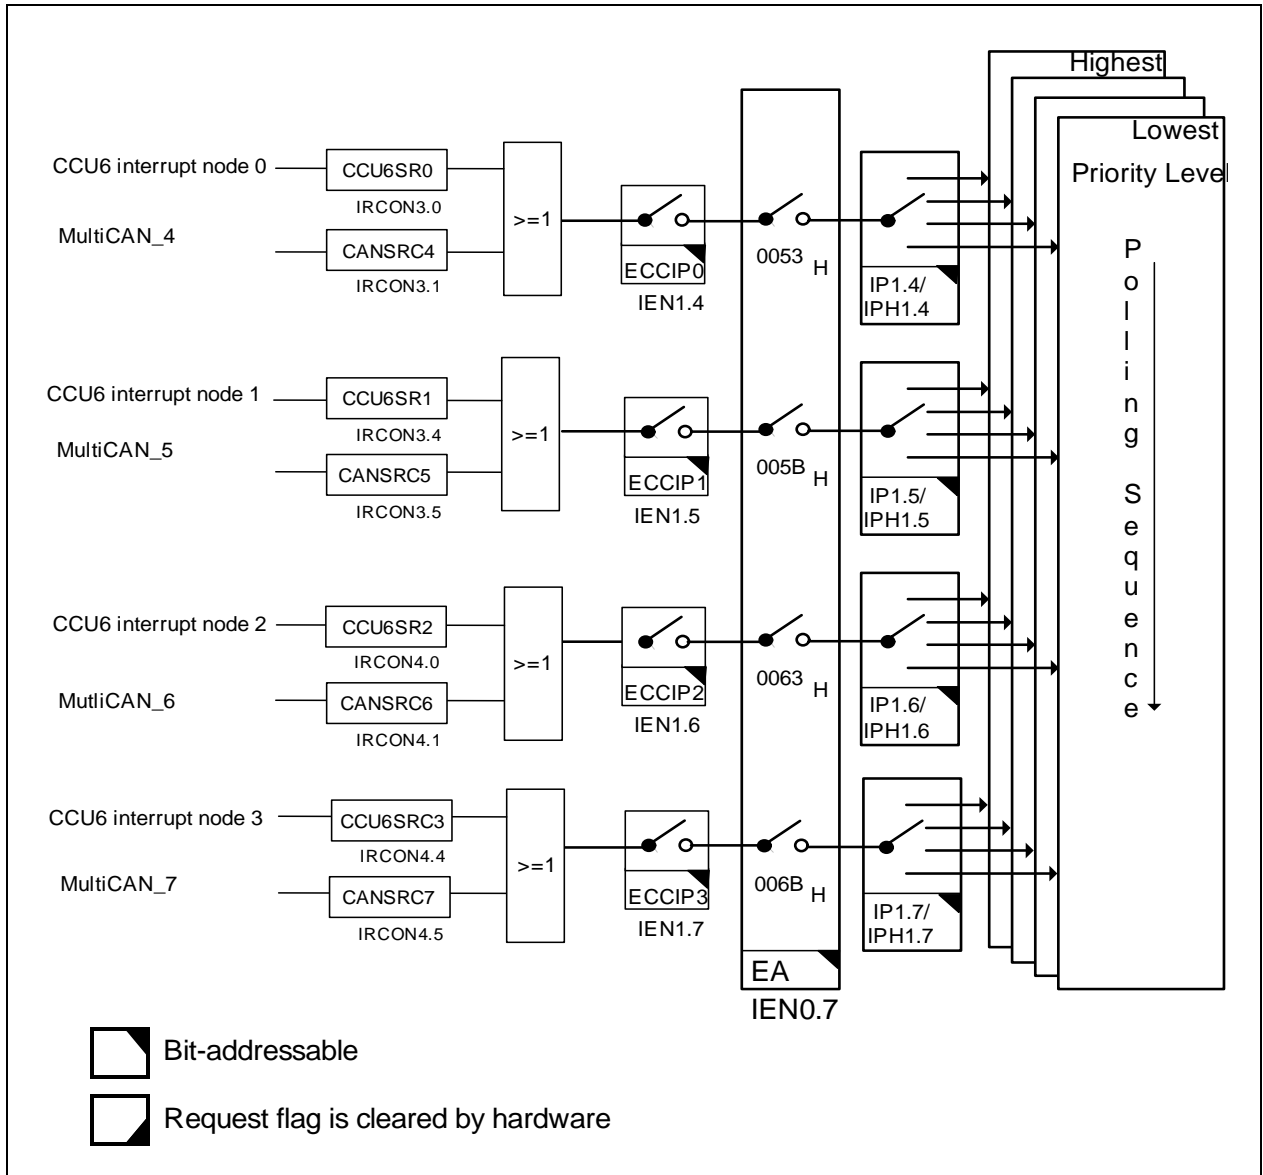 Highest
Lowest
Priority Level
CCU6 interrupt node 0
CCU6SR0
IRCON3.0
MultiCAN_4
CANSRC4
IRCON3.1
>=1
ECCIP0
IEN1.4
0053 H
IP1.4/
IPH1.4
CCU6 interrupt node 1
CCU6SR1
IRCON3.4
MultiCAN_5
CANSRC5
IRCON3.5
>=1
ECCIP1
IEN1.5
005B H
IP1.5/
IPH1.5
CCU6 interrupt node 2
CCU6SR2
IRCON4.0
MutliCAN_6
CANSRC6
IRCON4.1
>=1
ECCIP2
IEN1.6
0063 H
IP1.6/
IPH1.6
CCU6 interrupt node 3
CCU6SRC3
IRCON4.4
MultiCAN_7
CANSRC7
IRCON4.5
>=1
ECCIP3
IEN1.7
006B H
IP1.7/
IPH1.7
EA
IEN0.7
Polling Sequence
Bit-addressable
Request flag is cleared by hardware